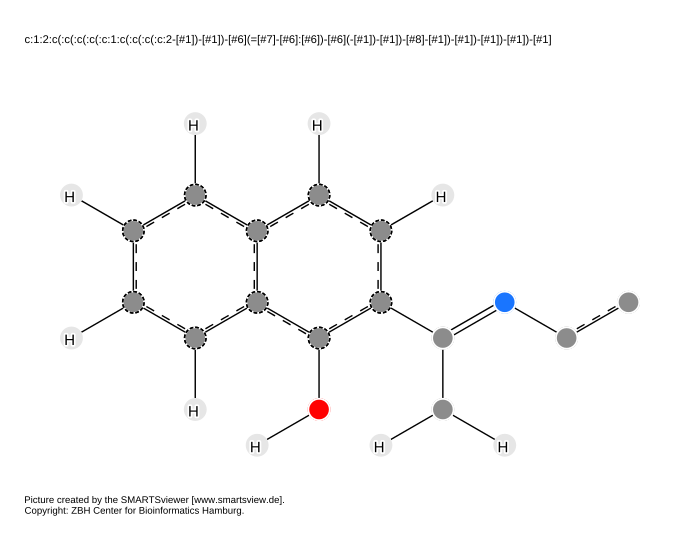 c:1:2:c(:c(:c(:c(:c:1:c(:c(:c(:c:2-[#1])-[#1])-[#6](=[#7]-[#6]:[#6])-[#6](-[#1])-[#1])-[#8]-[#1])-[#1])-[#1])-[#1])-[#1]
H H
H H
H
H
H H H
Picture created by the SMARTSviewer [www.smartsview.de].
Copyright: ZBH Center for Bioinformatics Hamburg.